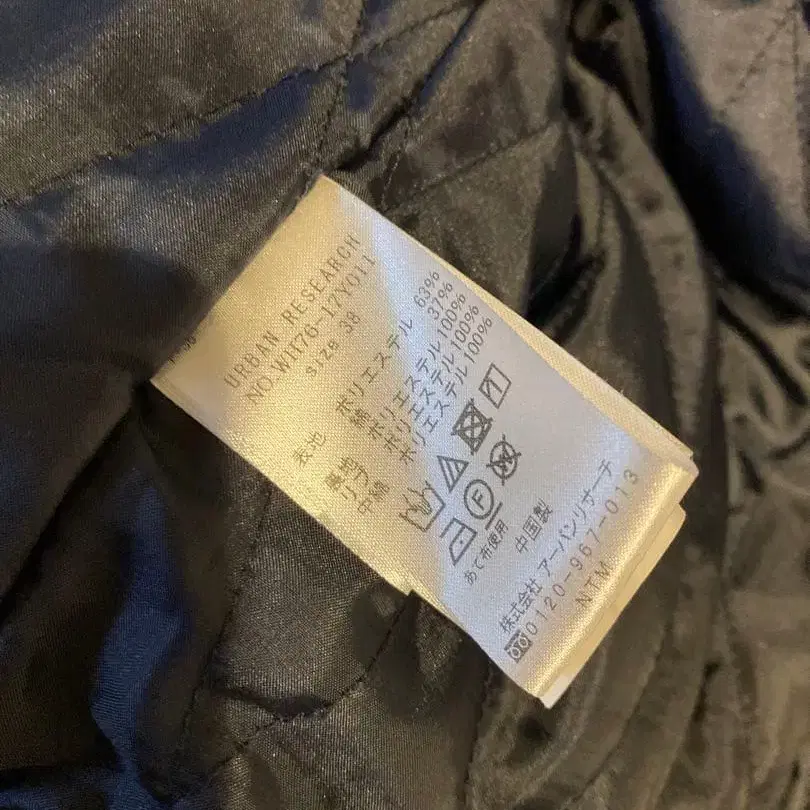 URBAN RESEARCH
NO.WH76-17Y011
size 38
表地 ポリエステル 63%
綿 37%
裏地 ポリエステル 100%
リブ ポリエステル 100%
中綿 ポリエステル 100%
F
あて布使用
中国製
株式会社 アーバンリサーチ
0120-967-013
NTM